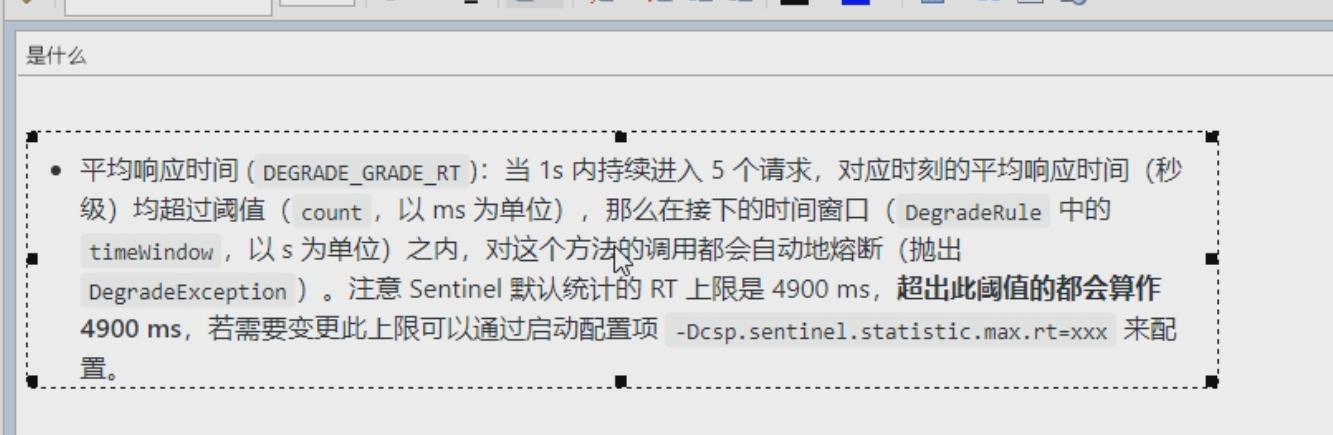 是什么
• 平均响应时间 (DEGRADE_GRADE_RT)：当 1s 内持续进入 5 个请求，对应时刻的平均响应时间（秒
级）均超过阈值（count，以 ms 为单位），那么在接下的时间窗口（DegradeRule 中的
timeWindow，以 s 为单位）之内，对这个方法的调用都会自动地熔断（抛出
DegradeException）。注意 Sentinel 默认统计的 RT 上限是 4900 ms，超出此阈值的都会算作
4900 ms，若需要变更此上限可以通过启动配置项 -Dcsp.sentinel.statistic.max.rt=xxx 来配
置。